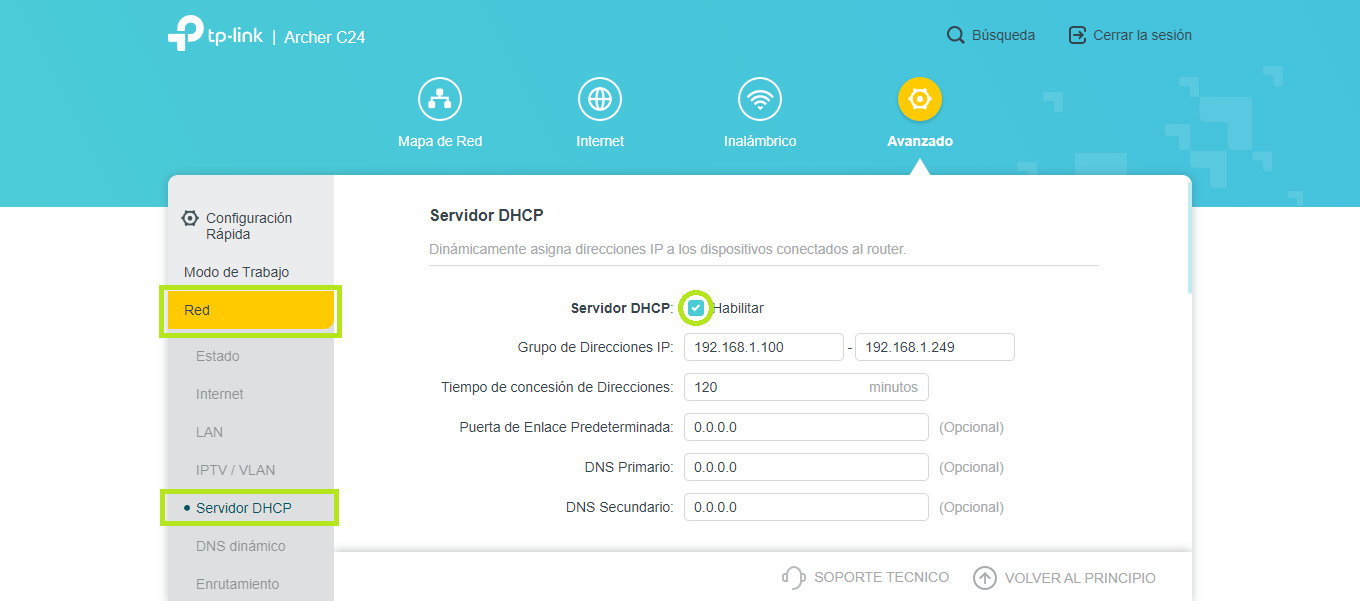 tp-link | Archer C24
Búsqueda
Cerrar la sesión
Mapa de Red
Internet
Inalámbrico
Avanzado
Configuración
Rápida
Modo de Trabajo
Red
Estado
Internet
LAN
IPTV / VLAN
Servidor DHCP
DNS dinámico
Enrutamiento
Servidor DHCP
Dinámicamente asigna direcciones IP a los dispositivos conectados al router.
Servidor DHCP: Habilitar
Grupo de Direcciones IP: 192.168.1.100 - 192.168.1.249
Tiempo de concesión de Direcciones: 120 minutos
Puerta de Enlace Predeterminada: 0.0.0.0 (Opcional)
DNS Primario: 0.0.0.0 (Opcional)
DNS Secundario: 0.0.0.0 (Opcional)
SOPORTE TECNICO
VOLVER AL PRINCIPIO